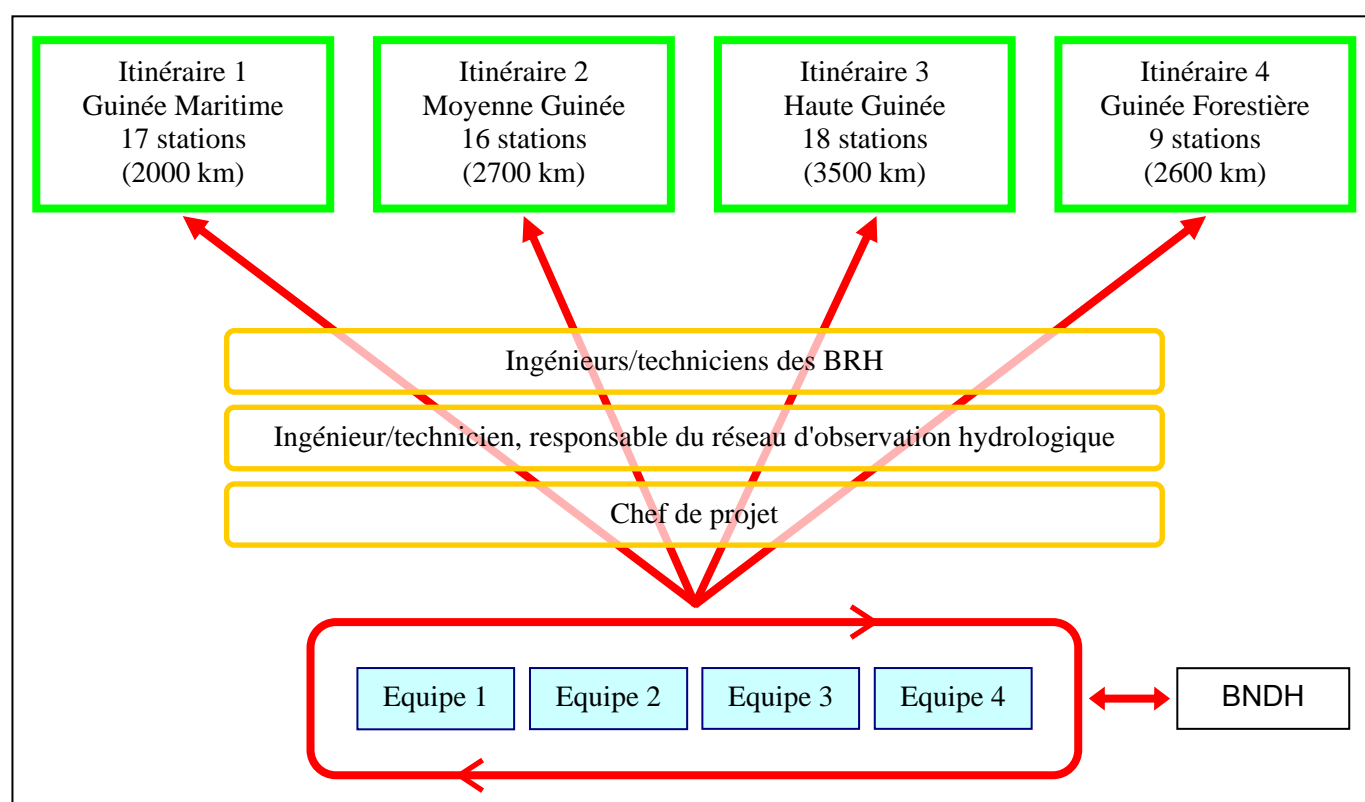 Itinéraire 1
Guinée Maritime
17 stations
(2000 km)
Itinéraire 2
Moyenne Guinée
16 stations
(2700 km)
Itinéraire 3
Haute Guinée
18 stations
(3500 km)
Itinéraire 4
Guinée Forestière
9 stations
(2600 km)
Ingénieurs/techniciens des BRH
Ingénieur/technicien, responsable du réseau d'observation hydrologique
Chef de projet
Equipe 1
Equipe 2
Equipe 3
Equipe 4
BNDH